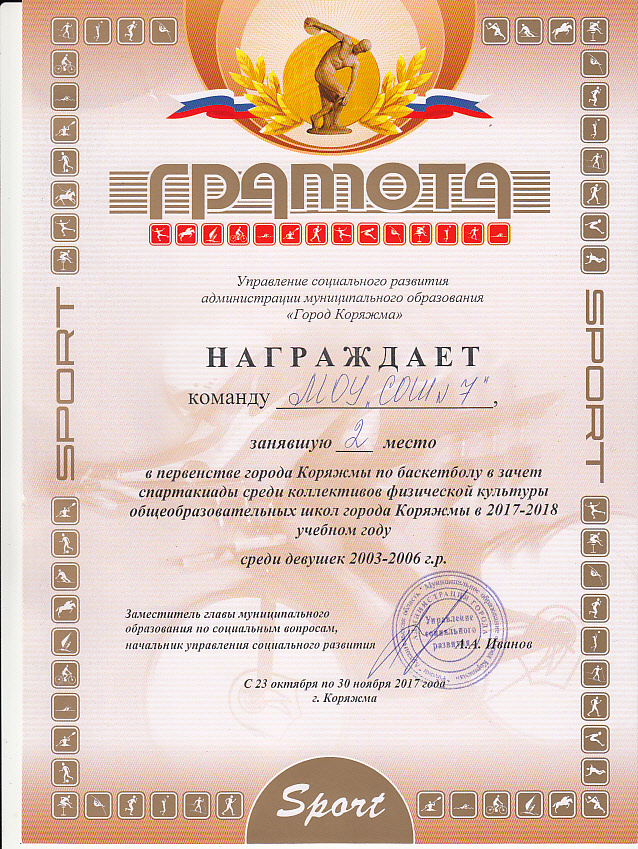 ГРАМОТА
Управление социального развития
администрации муниципального образования
«Город Коряжма»
НАГРАЖДАЕТ
команду МОУ „СОШ №7",
занявшую 2 место
в первенстве города Коряжмы по баскетболу в зачет
спартакиады среди коллективов физической культуры
общеобразовательных школ города Коряжмы в 2017-2018
учебном году
среди девушек 2003-2006 г.р.
Заместитель главы муниципального
образования по социальным вопросам,
начальник управления социального развития
Иванов
Управление
социального
развития
С 23 октября по 30 ноября 2017 года
г. Коряжма
SPORT
SPORT
Sport